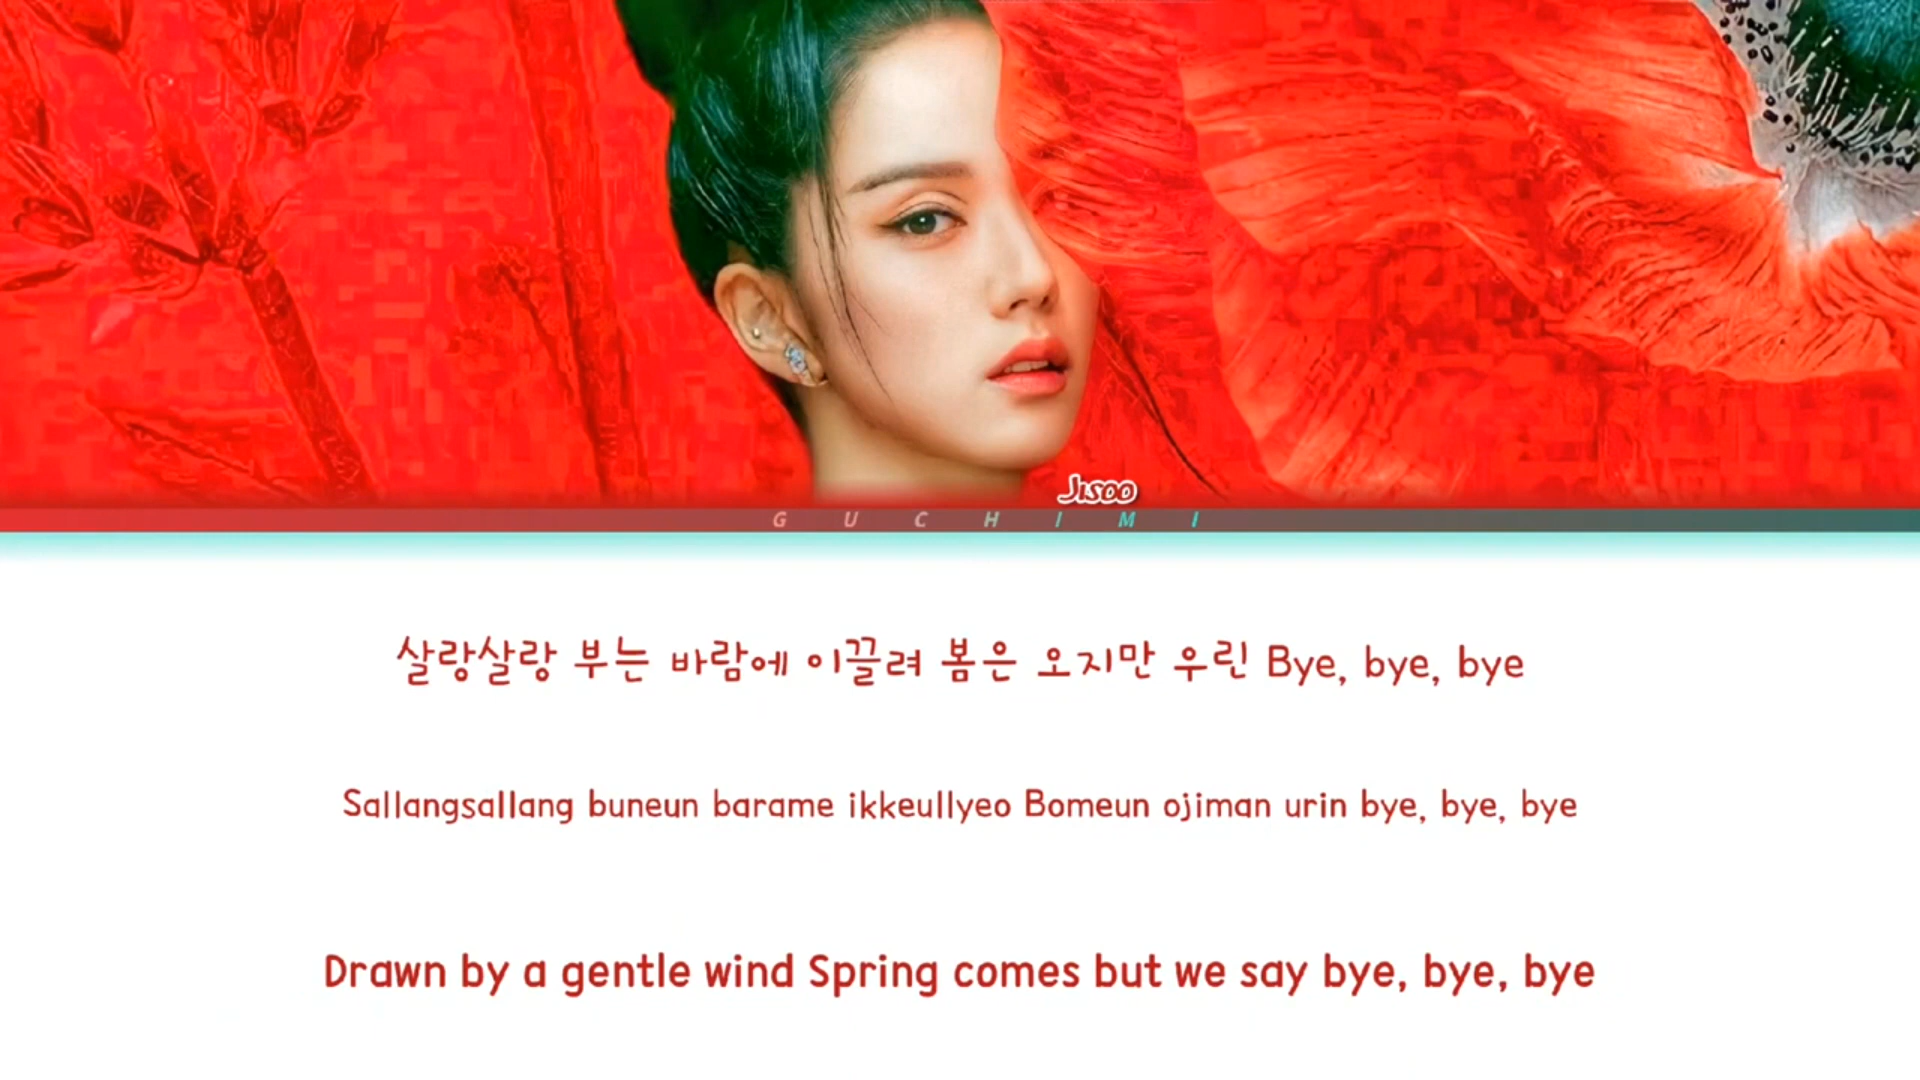 Jisoo
GUCHIMI
살랑살랑 부는 바람에 이끌려 봄은 오지만 우린 Bye, bye, bye
Sallangsallang buneun barame ikkeullyeo Bomeun ojiman urin bye, bye, bye
Drawn by a gentle wind Spring comes but we say bye, bye, bye